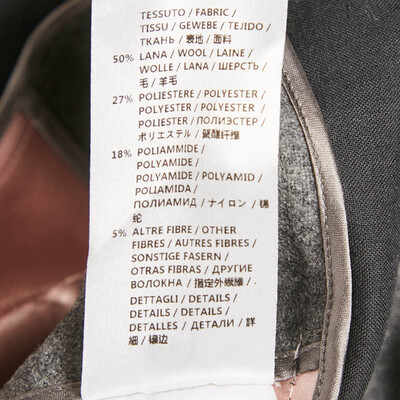 TESSUTO / FABRIC /
TISSU / GEWEBE / TEJIDO /
ТКАНЬ / 表地 / 面料
50% LANA / WOOL / LAINE /
WOLLE / LANA / ШЕРСТЬ /
毛 / 羊毛
27% POLIESTERE / POLYESTER /
POLYESTER / POLYESTER /
POLIESTER / ПОЛИЭСТЕР /
ポリエステル / 聚酯纤维
18% POLIAMMIDE /
POLYAMIDE /
POLYAMIDE / POLYAMID /
POLIAMIDA /
ПОЛИАМИД / ナイロン / 锦
纶
5% ALTRE FIBRE / OTHER
FIBRES / AUTRES FIBRES /
SONSTIGE FASERN /
OTRAS FIBRAS / ДРУГИЕ
ВОЛОКНА / 指定外繊維 /
DETTAGLI / DETAILS /
DETAILS / DETAILS /
DETALLES / ДЕТАЛИ / 詳
細 / 镶边